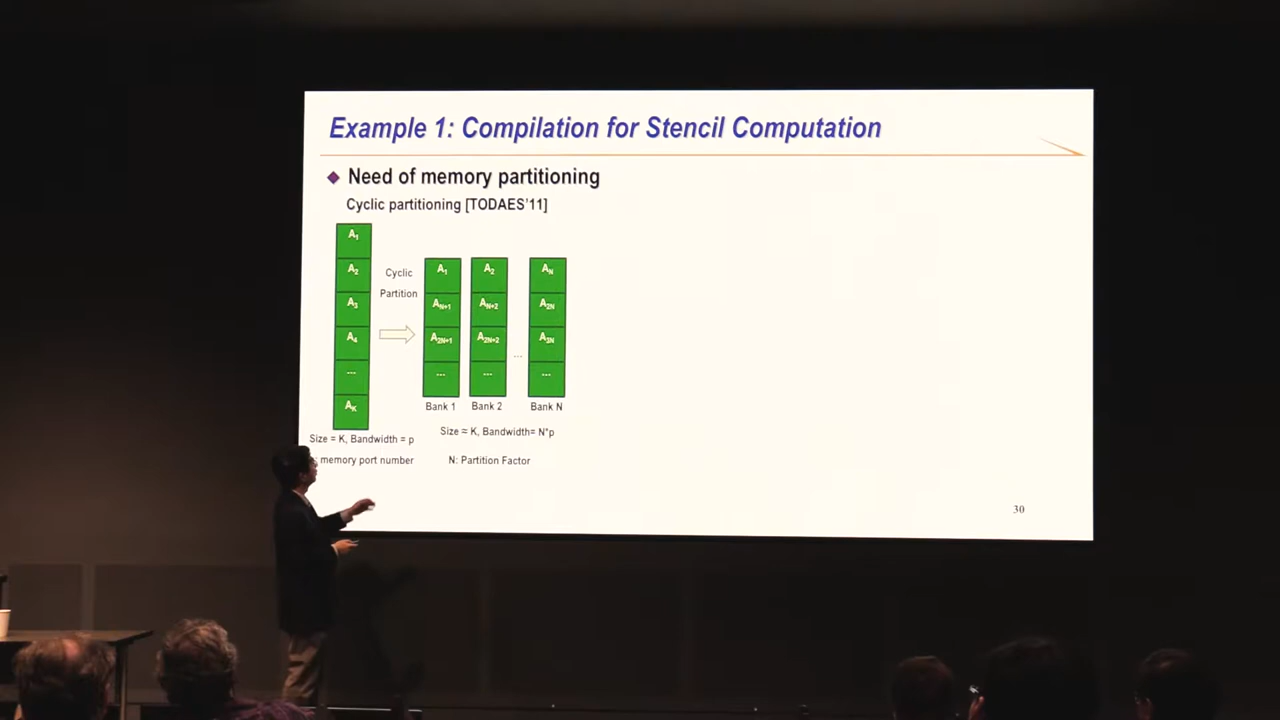 Example 1: Compilation for Stencil Computation
Need of memory partitioning
Cyclic partitioning [TODAES'11]
A1
A2
A3
A4
...
AK
Cyclic
Partition
A1 A2 AN
AN+1 AN+2 A2N
A2N+1 A2N+2 ... A3N
... ... ...
Bank 1 Bank 2 Bank N
Size = K, Bandwidth = p
: memory port number
Size ≈ K, Bandwidth= N*p
N: Partition Factor
30